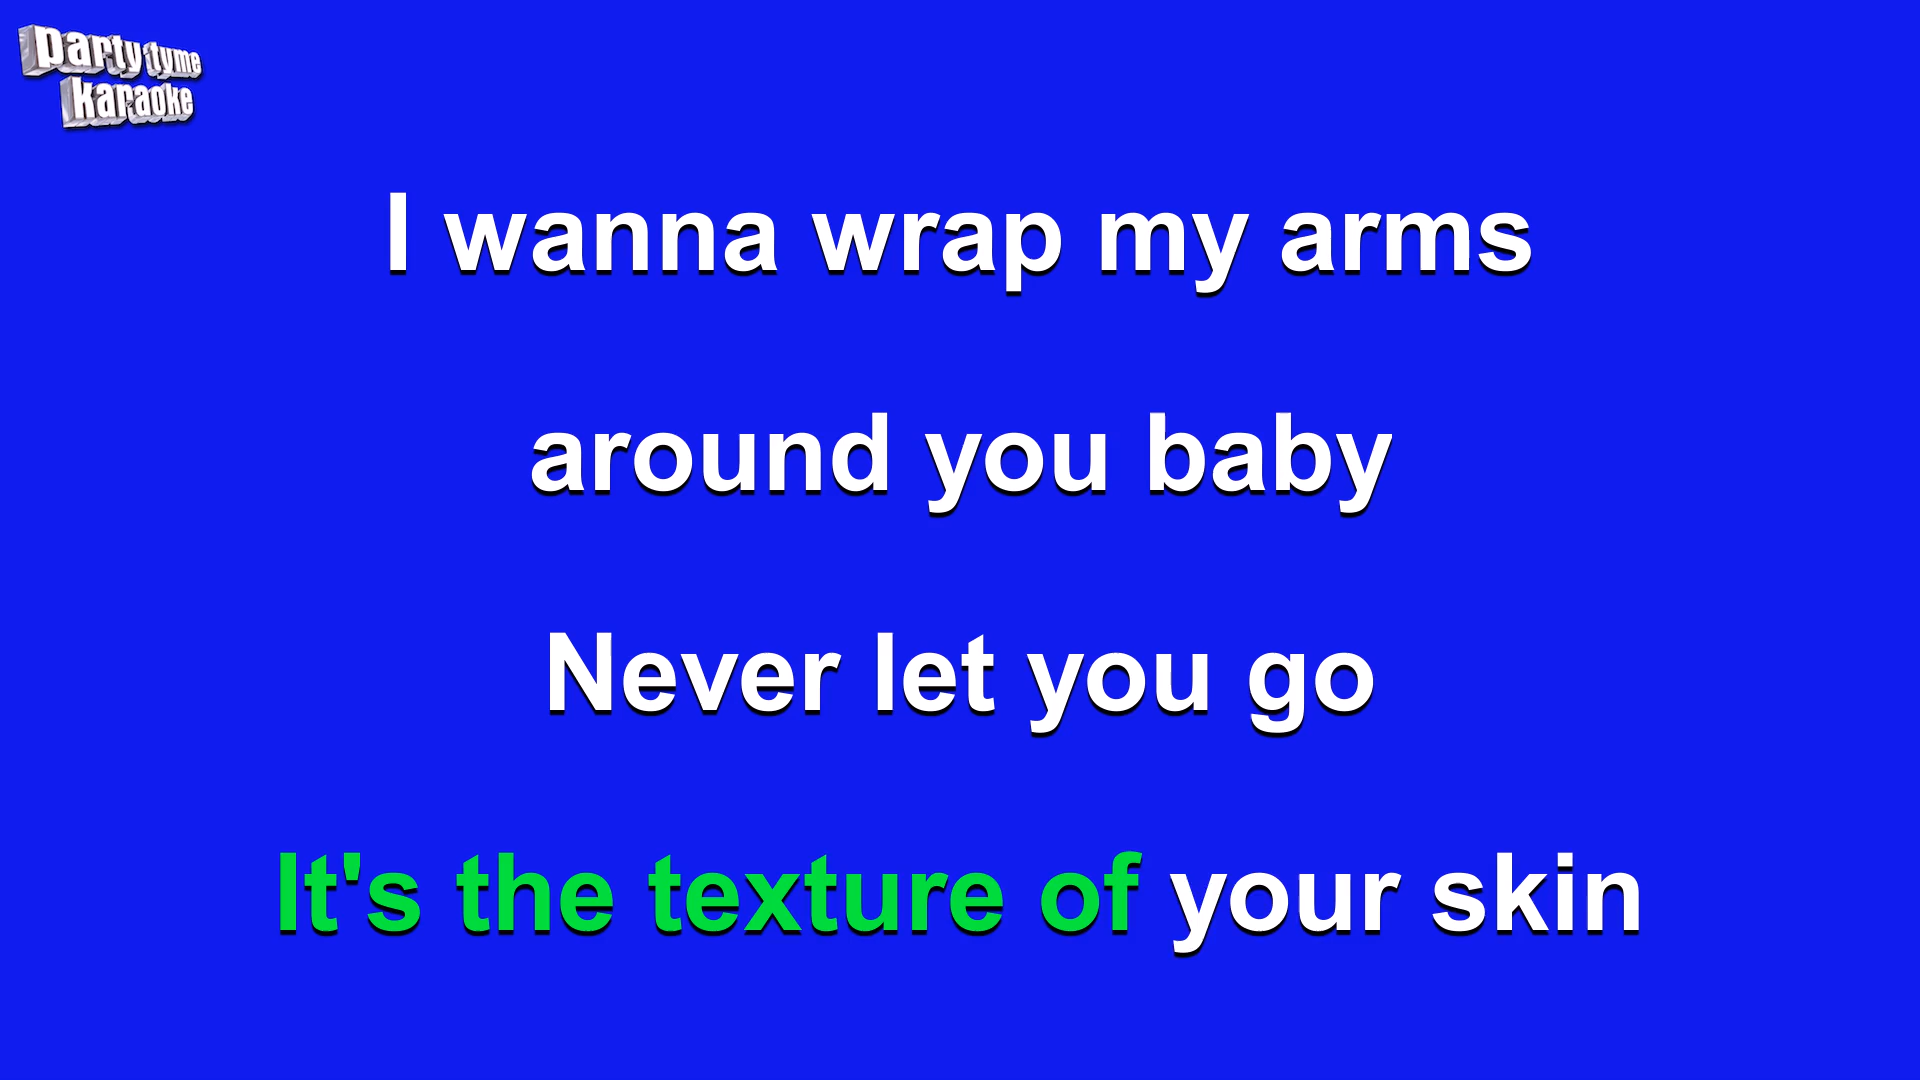 party tyme
karaoke
I wanna wrap my arms
around you baby
Never let you go
It's the texture of your skin